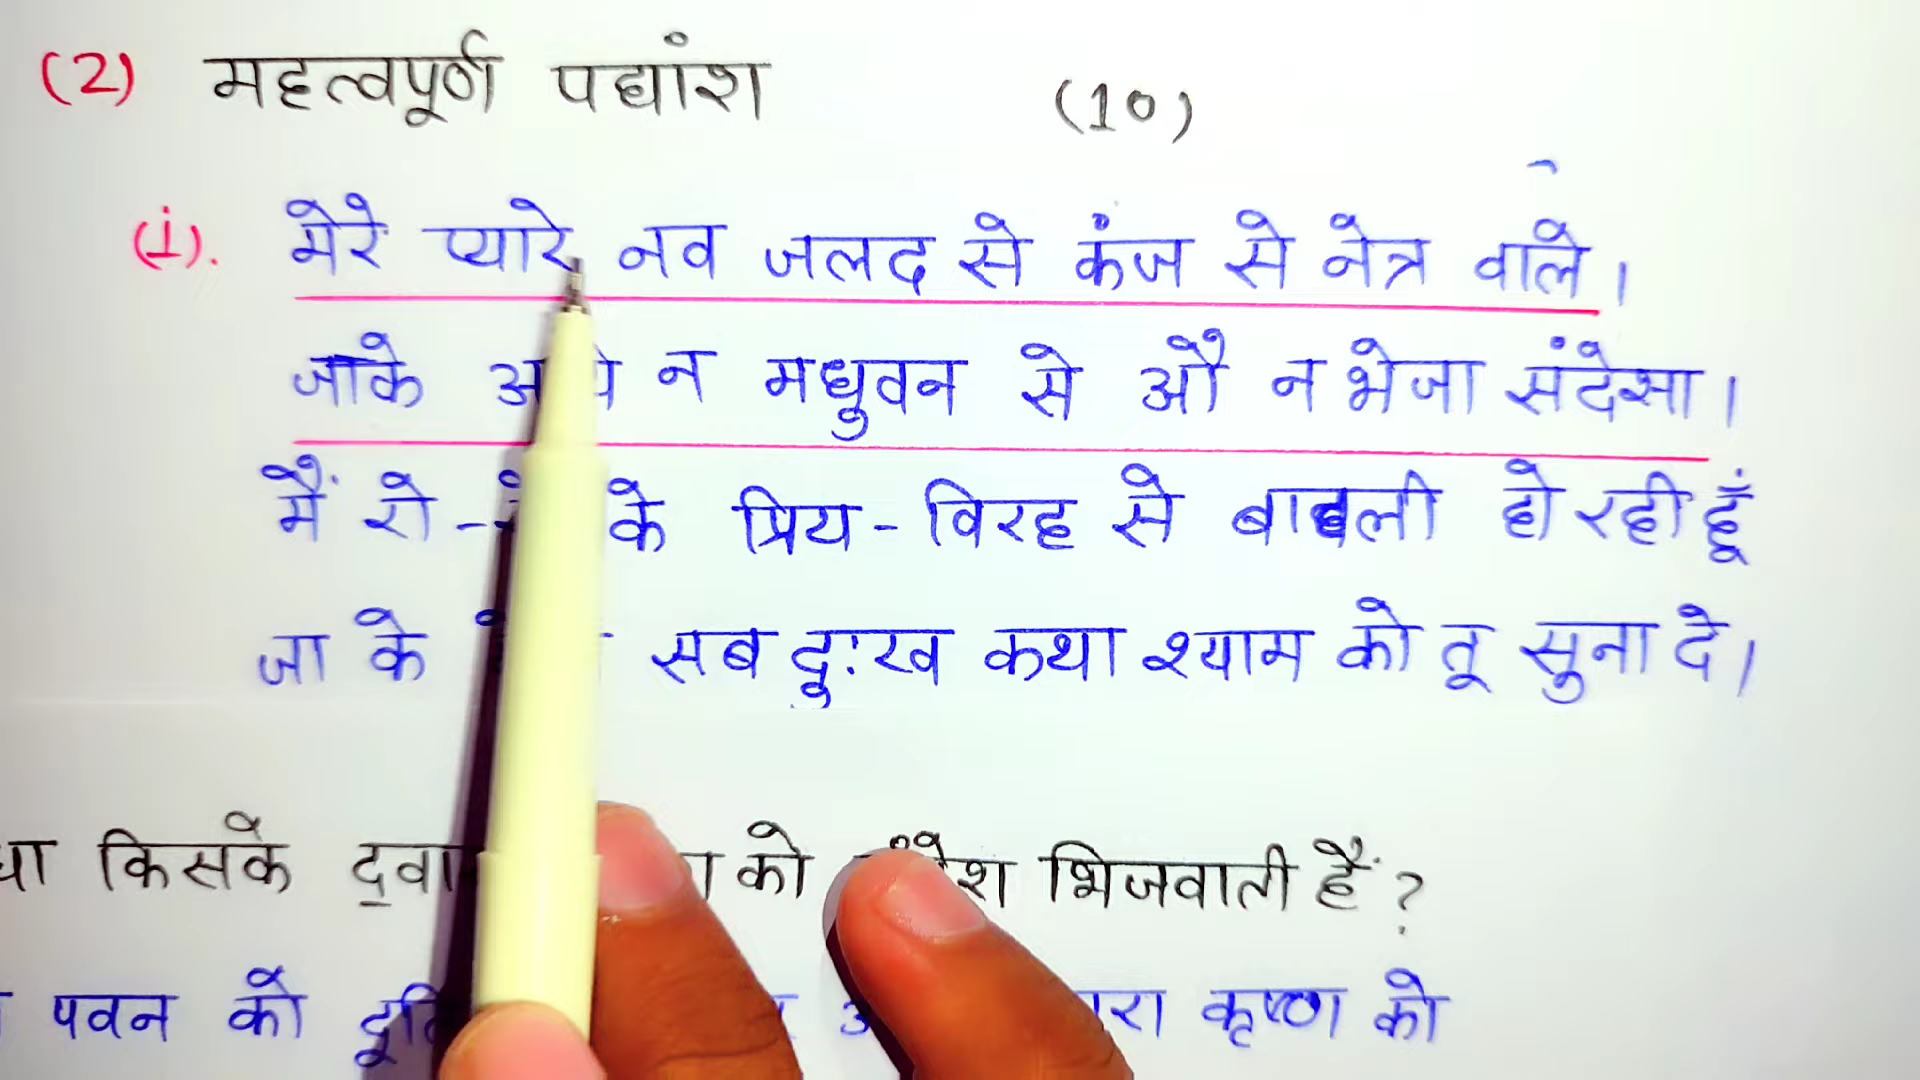 (2) महत्वपूर्ण पद्यांश (10)
(i). मेरे प्यारे नव जलद से कंज से नेत्र वाले।
जाके न मधुवन से औ न भेजा संदेसा।
मैं रो- के प्रिय-विरह से बावली हो रही हूँ
जा के सब दुःख कथा श्याम को तू सुना दे।
किसके को भिजवाती हैं?
पवन को कृष्ण को